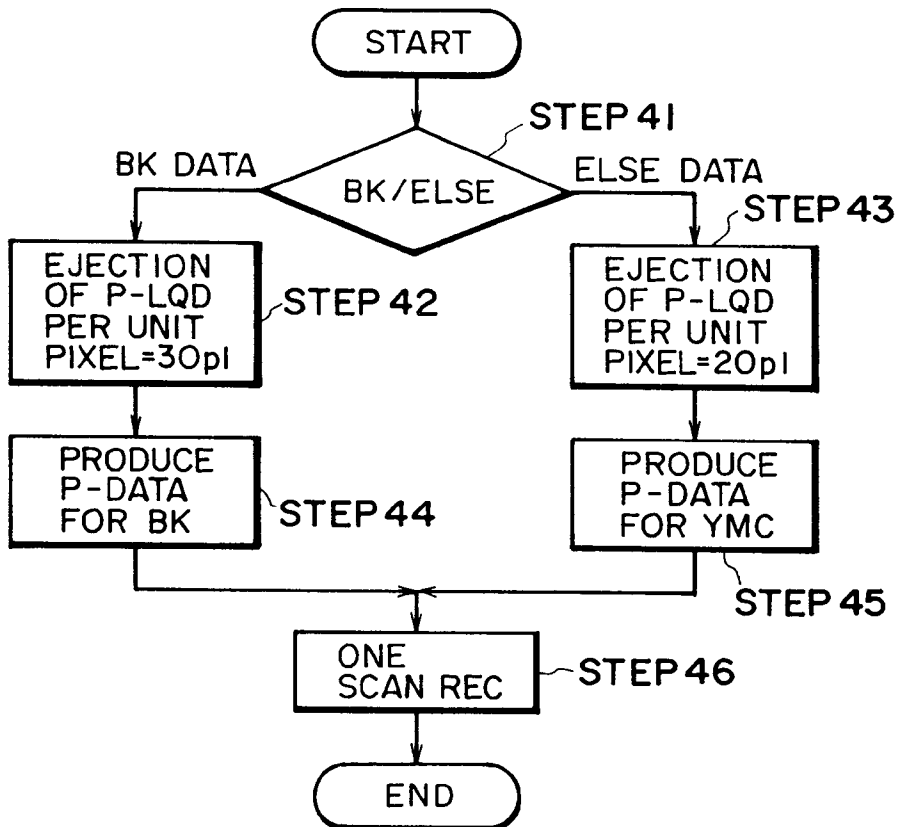 START
STEP 41
BK DATA
BK/ELSE
ELSE DATA
STEP 43
EJECTION
OF P-LQD
PER UNIT
PIXEL=30pl
STEP 42
EJECTION
OF P-LQD
PER UNIT
PIXEL=20pl
PRODUCE
P-DATA
FOR BK
STEP 44
PRODUCE
P-DATA
FOR YMC
STEP 45
ONE
SCAN REC
STEP 46
END